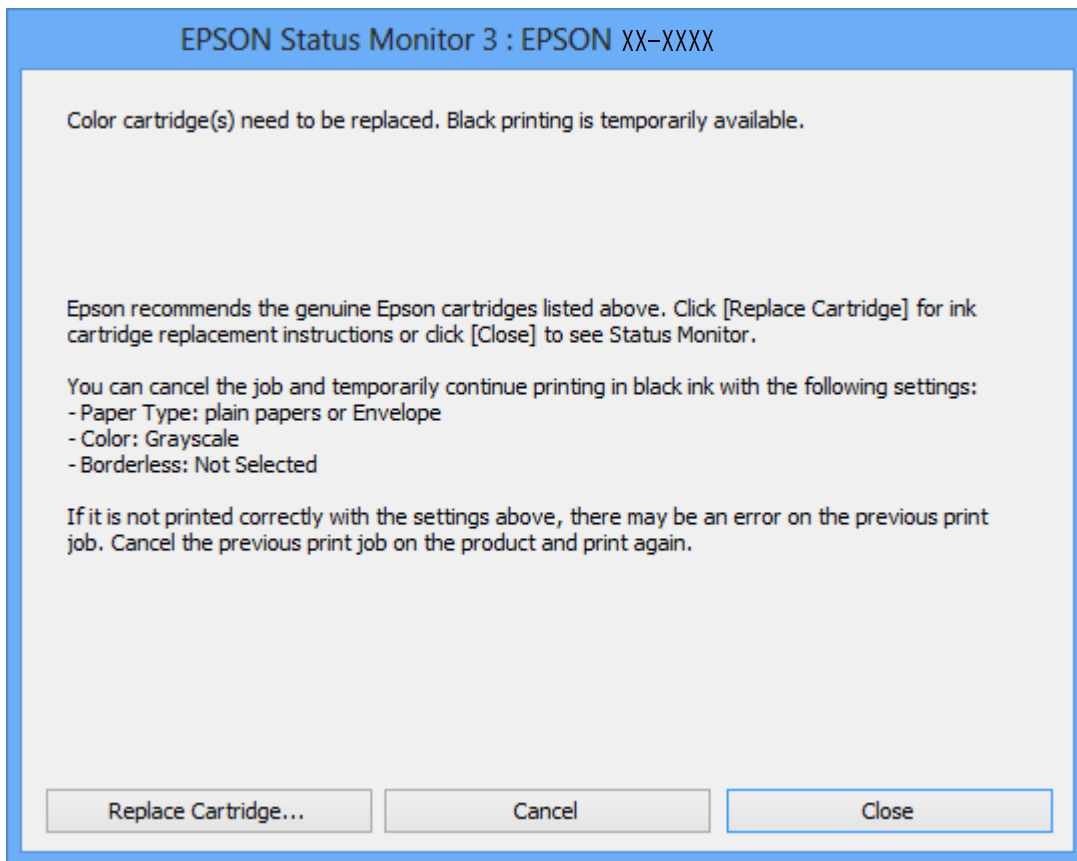 EPSON Status Monitor 3 : EPSON XX-XXXX
Color cartridge(s) need to be replaced. Black printing is temporarily available.
Epson recommends the genuine Epson cartridges listed above. Click [Replace Cartridge] for ink
cartridge replacement instructions or click [Close] to see Status Monitor.
You can cancel the job and temporarily continue printing in black ink with the following settings:
- Paper Type: plain papers or Envelope
- Color: Grayscale
- Borderless: Not Selected
If it is not printed correctly with the settings above, there may be an error on the previous print
job. Cancel the previous print job on the product and print again.
Replace Cartridge...
Cancel
Close